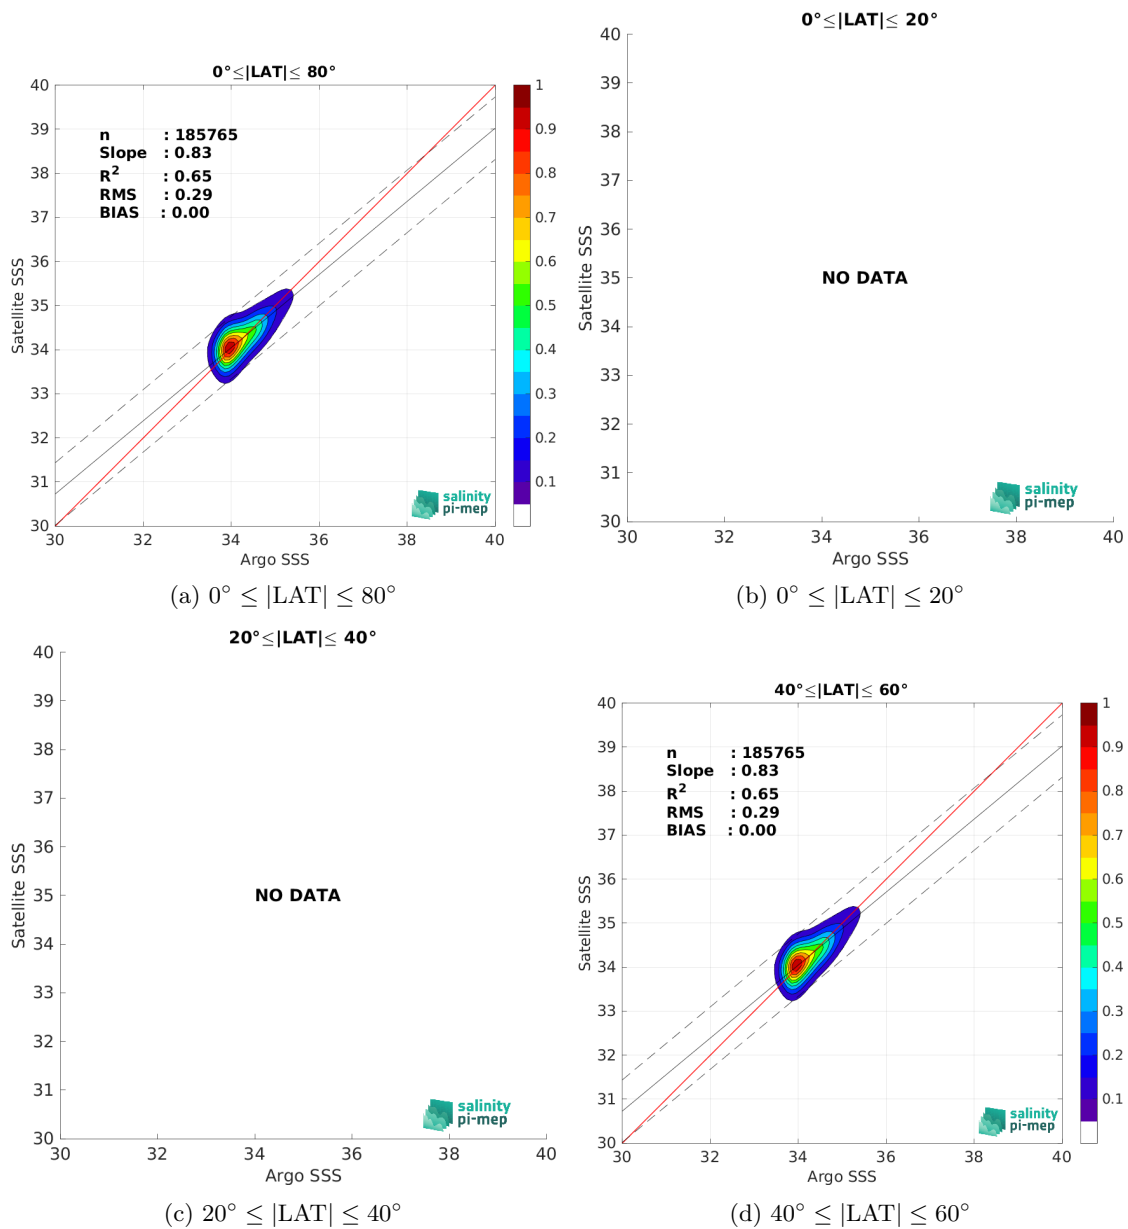 0°≤|LAT|≤ 80°
40
39
38
37
36
35
34
33
32
31
30
Satellite SSS
n : 185765
Slope : 0.83
R² : 0.65
RMS : 0.29
BIAS : 0.00
salinity
pi-mep
30 32 34 36 38 40
Argo SSS
1
0.9
0.8
0.7
0.6
0.5
0.4
0.3
0.2
0.1
(a) 0° ≤ |LAT| ≤ 80°
0°≤|LAT|≤ 20°
40
39
38
37
36
35
34
33
32
31
30
Satellite SSS
NO DATA
salinity
pi-mep
30 32 34 36 38 40
Argo SSS
(b) 0° ≤ |LAT| ≤ 20°
20°≤|LAT|≤ 40°
40
39
38
37
36
35
34
33
32
31
30
Satellite SSS
NO DATA
salinity
pi-mep
30 32 34 36 38 40
Argo SSS
(c) 20° ≤ |LAT| ≤ 40°
40°≤|LAT|≤ 60°
40
39
38
37
36
35
34
33
32
31
30
Satellite SSS
n : 185765
Slope : 0.83
R² : 0.65
RMS : 0.29
BIAS : 0.00
salinity
pi-mep
30 32 34 36 38 40
Argo SSS
1
0.9
0.8
0.7
0.6
0.5
0.4
0.3
0.2
0.1
(d) 40° ≤ |LAT| ≤ 60°